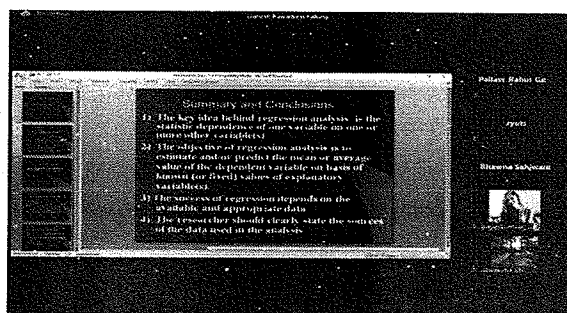 Summary and Conclusions
1) The key idea behind regression analysis is the
statistic dependence of one variable on one or
more other variable(s)
2) The objective of regression analysis is to
estimate and/or predict the mean or average
value of the dependent variable on basis of
known (or fixed) values of explanatory
variable(s).
3) The success of regression depends on the
available and appropriate data
4) The researcher should clearly state the sources
of the data used in the analysis
Pallavi Rahul Ga
Bhawna Sahjwani